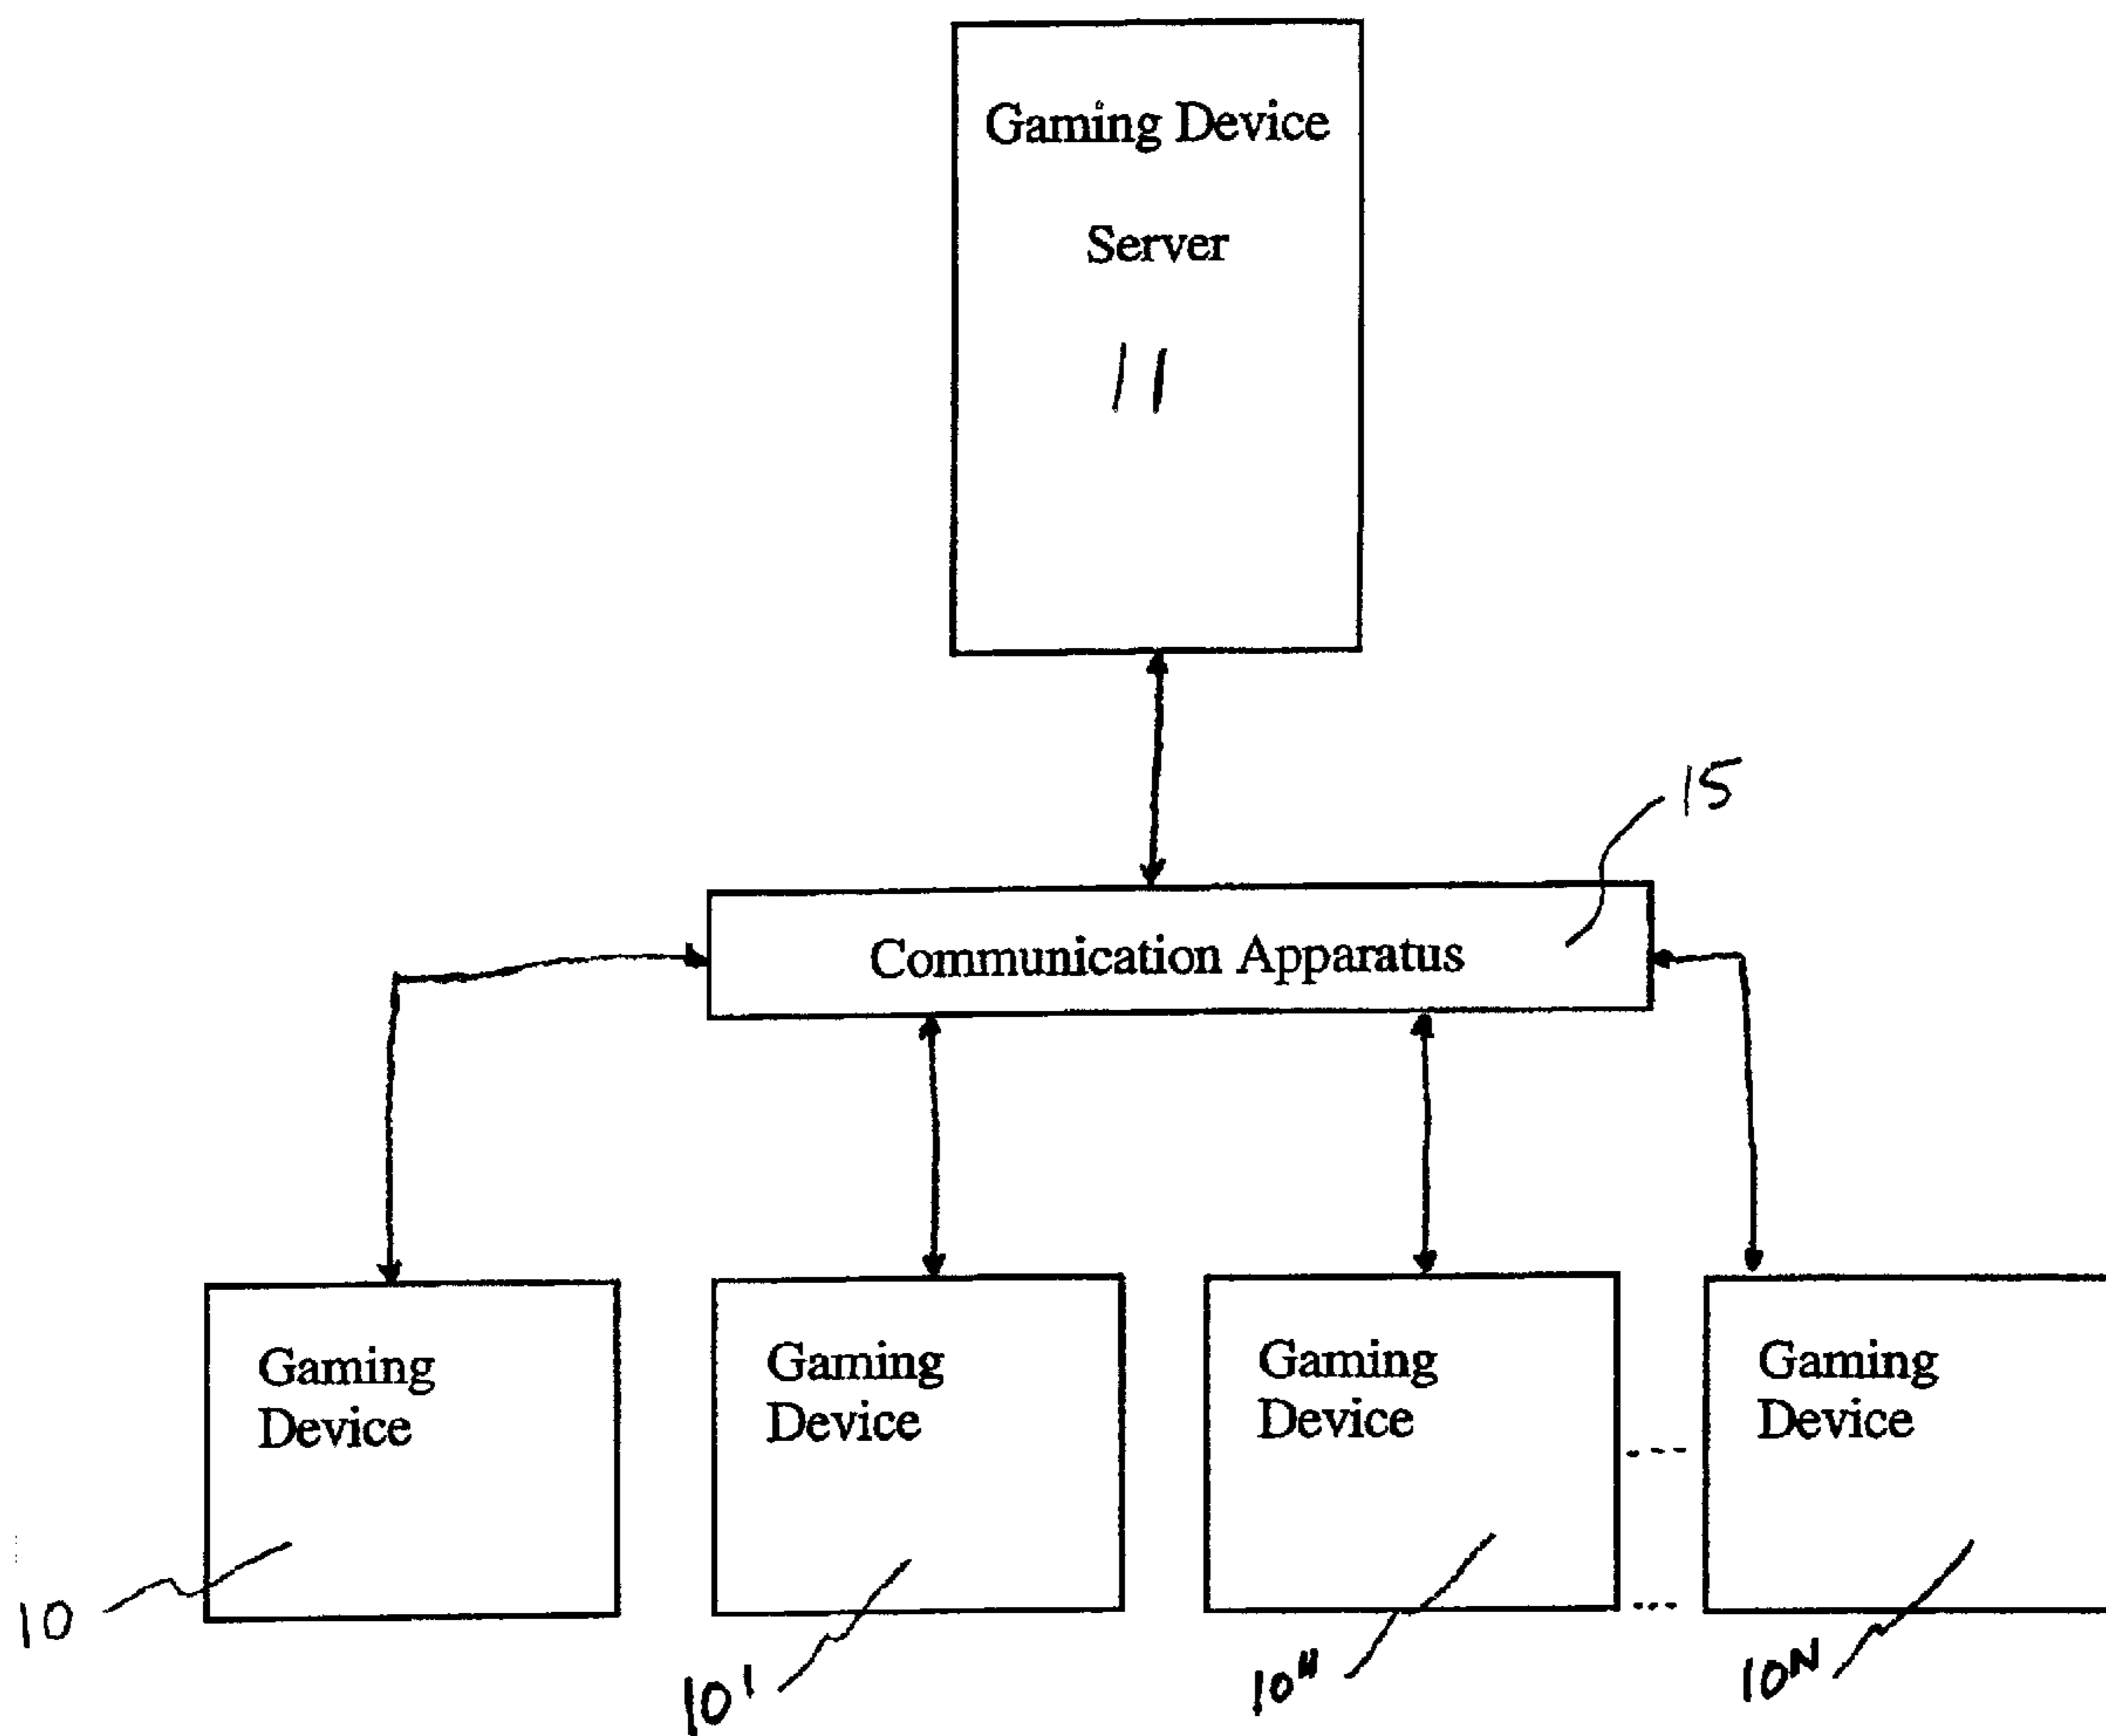 Gaming Device
Server
11
15
Communication Apparatus
Gaming
Device
Gaming
Device
Gaming
Device
Gaming
Device
10
10'
10"
10ᴺ